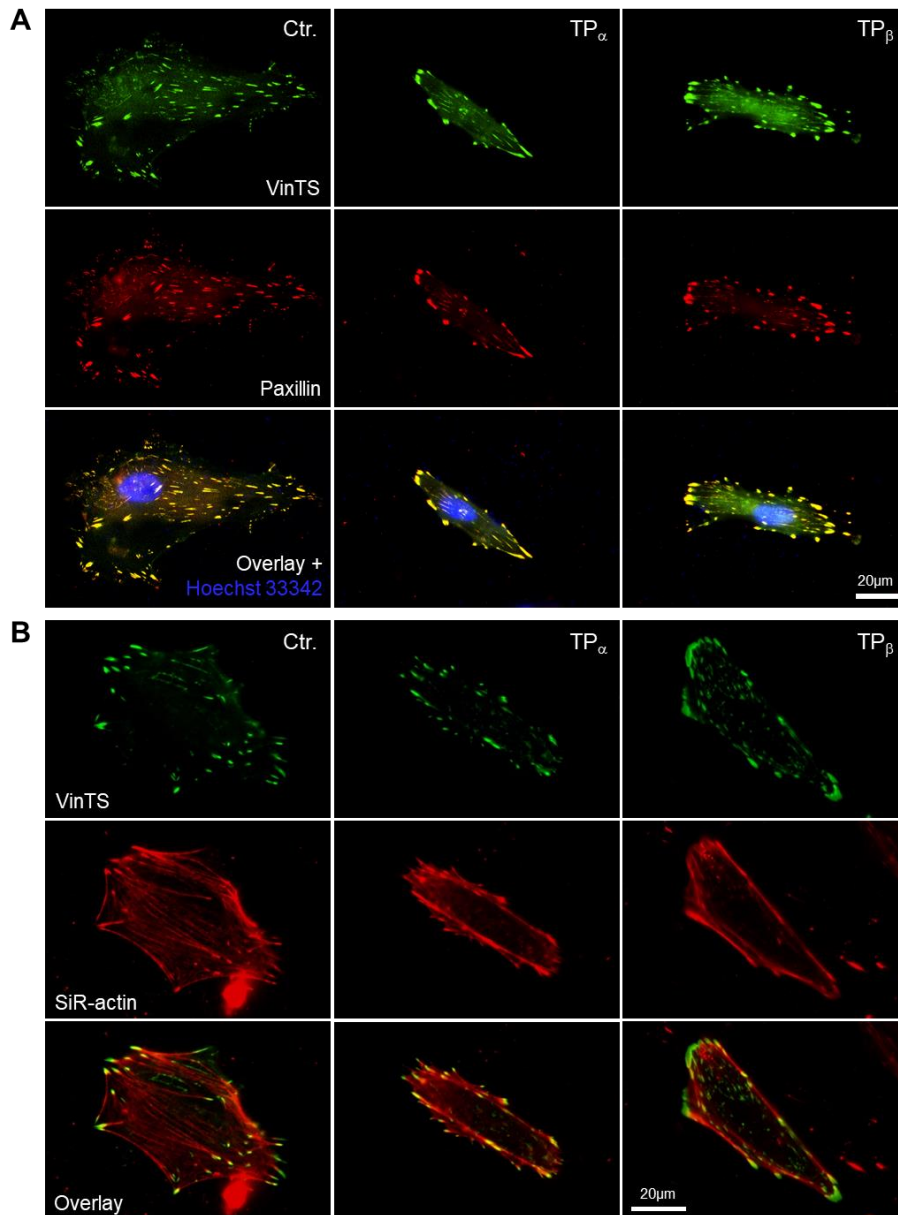 A
Ctr.
TPα
TPβ
VinTS
Paxillin
Overlay +
Hoechst 33342
20µm
B
Ctr.
TPα
TPβ
VinTS
SiR-actin
Overlay
20µm